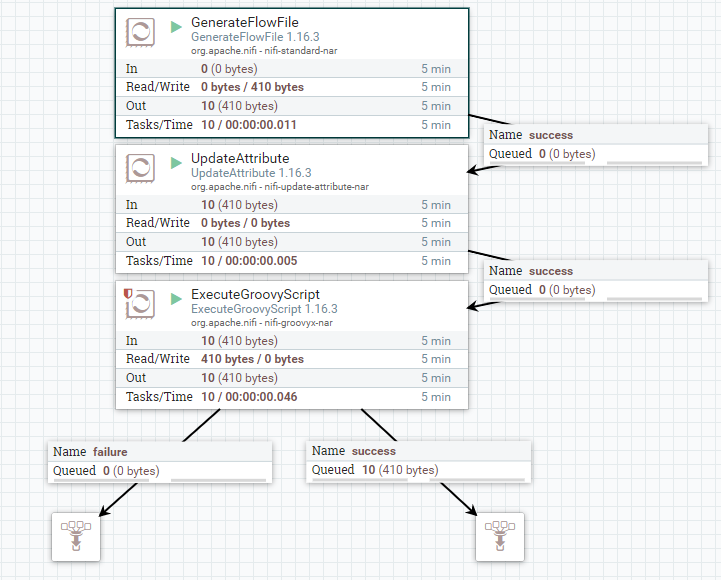 GenerateFlowFile
GenerateFlowFile 1.16.3
org.apache.nifi - nifi-standard-nar
In 0 (0 bytes) 5 min
Read/Write 0 bytes / 410 bytes 5 min
Out 10 (410 bytes) 5 min
Tasks/Time 10 / 00:00:00.011 5 min
Name success
Queued 0 (0 bytes)
UpdateAttribute
UpdateAttribute 1.16.3
org.apache.nifi - nifi-update-attribute-nar
In 10 (410 bytes) 5 min
Read/Write 0 bytes / 0 bytes 5 min
Out 10 (410 bytes) 5 min
Tasks/Time 10 / 00:00:00.005 5 min
Name success
Queued 0 (0 bytes)
ExecuteGroovyScript
ExecuteGroovyScript 1.16.3
org.apache.nifi - nifi-groovyx-nar
In 10 (410 bytes) 5 min
Read/Write 410 bytes / 0 bytes 5 min
Out 10 (410 bytes) 5 min
Tasks/Time 10 / 00:00:00.046 5 min
Name failure
Queued 0 (0 bytes)
Name success
Queued 10 (410 bytes)